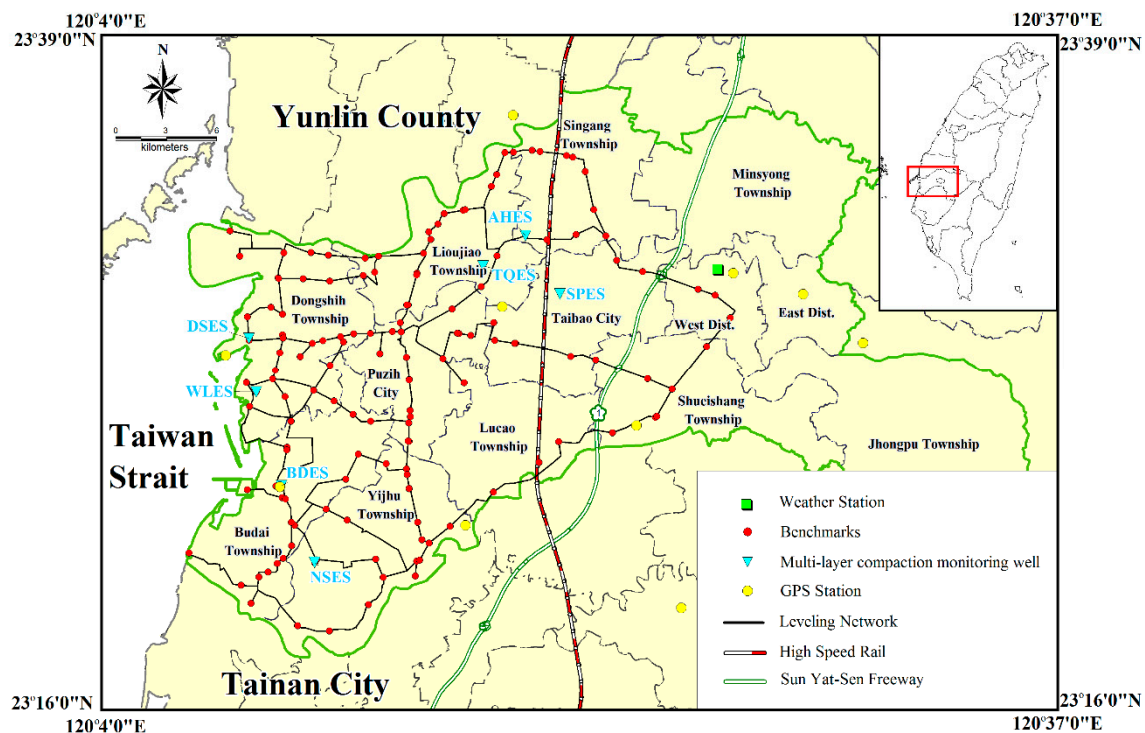 120°4'0"E
120°37'0"E
23°39'0"N
23°39'0"N
N
0 3 6
kilometers
Yunlin County
Singang
Township
Minsyong
Township
AHES
Lioujiao
Township
TQES
SPES
Dongshih
Township
Taibao City
West Dist.
East Dist.
DSES
Puzih
City
WLES
Shueishang
Township
Lucao
Township
Jhongpu Township
Taiwan
Strait
BDES
Yijhu
Township
Budai
Township
NSES
1
Tainan City
Weather Station
Benchmarks
Multi-layer compaction monitoring well
GPS Station
Leveling Network
High Speed Rail
Sun Yat-Sen Freeway
23°16'0"N
23°16'0"N
120°4'0"E
120°37'0"E